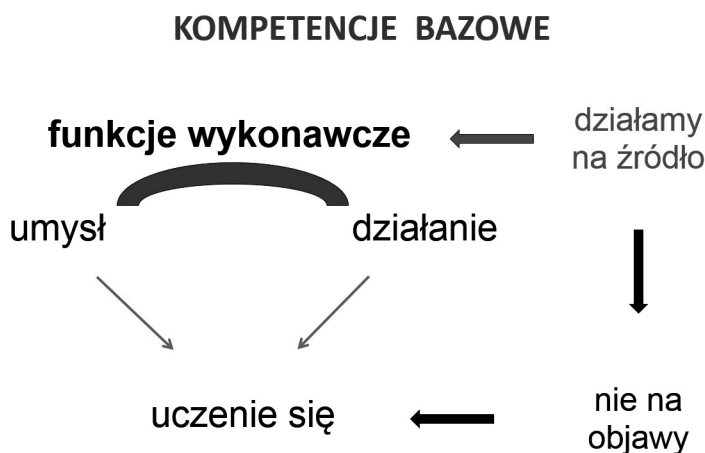 KOMPETENCJE BAZOWE
funkcje wykonawcze
działamy
na źródło
umysł
działanie
uczenie się
nie na
objawy